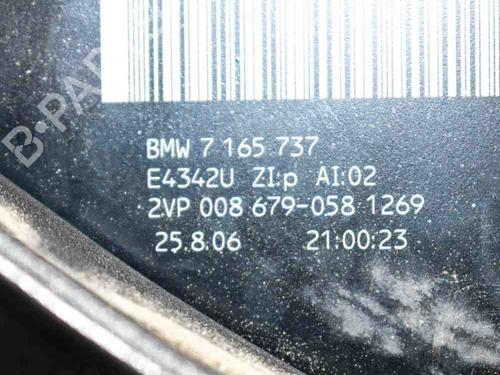 BMW 7 165 737
E4342U ZI:p AI:02
2VP 008 679-058 1269
25.8.06 21:00:23
B-PARTS